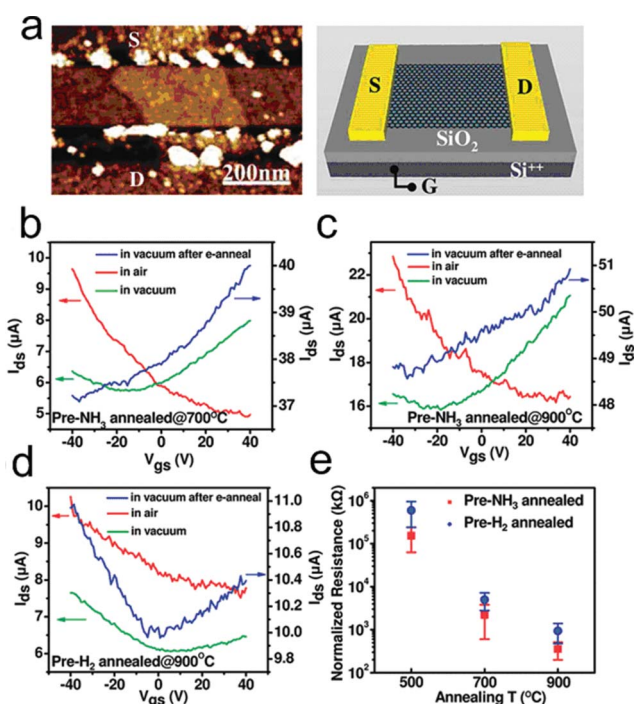 a
S
D
200nm
S
D
SiO2
Si++
G
b
in vacuum after e-anneal
in air
in vacuum
Ids (μA)
10
9
8
7
6
5
40
39
38
37
Ids (μA)
Pre-NH3 annealed@700°C
-40 -20 0 20 40
Vgs (V)
c
in vacuum after e-anneal
in air
in vacuum
Ids (μA)
22
20
18
16
51
50
49
48
Ids (μA)
Pre-NH3 annealed@900°C
-40 -20 0 20 40
Vgs (V)
d
in vacuum after e-anneal
in air
in vacuum
Ids (μA)
10
9
8
7
6
11.0
10.8
10.6
10.4
10.2
10.0
9.8
Ids (μA)
Pre-H2 annealed@900°C
-40 -20 0 20 40
Vgs (V)
e
Pre-NH3 annealed
Pre-H2 annealed
Normalized Resistance (kΩ)
10^6
10^5
10^4
10^3
10^2
500 700 900
Annealing T (°C)